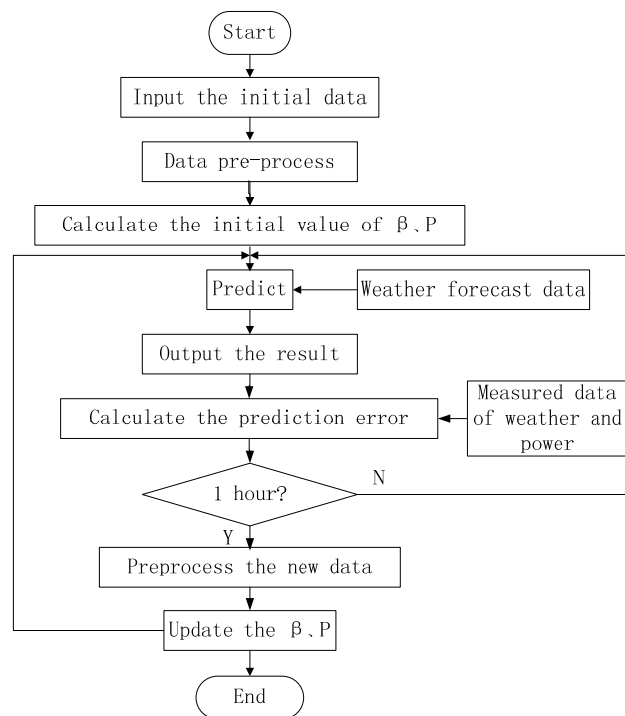 Start
Input the initial data
Data pre-process
Calculate the initial value of β、P
Predict
Weather forecast data
Output the result
Calculate the prediction error
Measured data
of weather and
power
1 hour?
N
Y
Preprocess the new data
Update the β、P
End